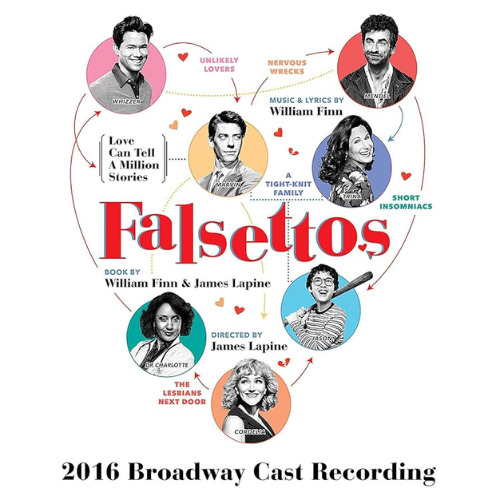 UNLIKELY
LOVERS
NERVOUS
WRECKS
WHIZZER
MENDEL
MUSIC & LYRICS BY
William Finn
Love
Can Tell
A Million
Stories
MARVIN
A
TIGHT-KNIT
FAMILY
TRINA
SHORT
INSOMNIACS
Falsettos
BOOK BY
William Finn & James Lapine
DIRECTED BY
James Lapine
JASON
DR CHARLOTTE
THE
LESBIANS
NEXT DOOR
CORDELIA
2016 Broadway Cast Recording